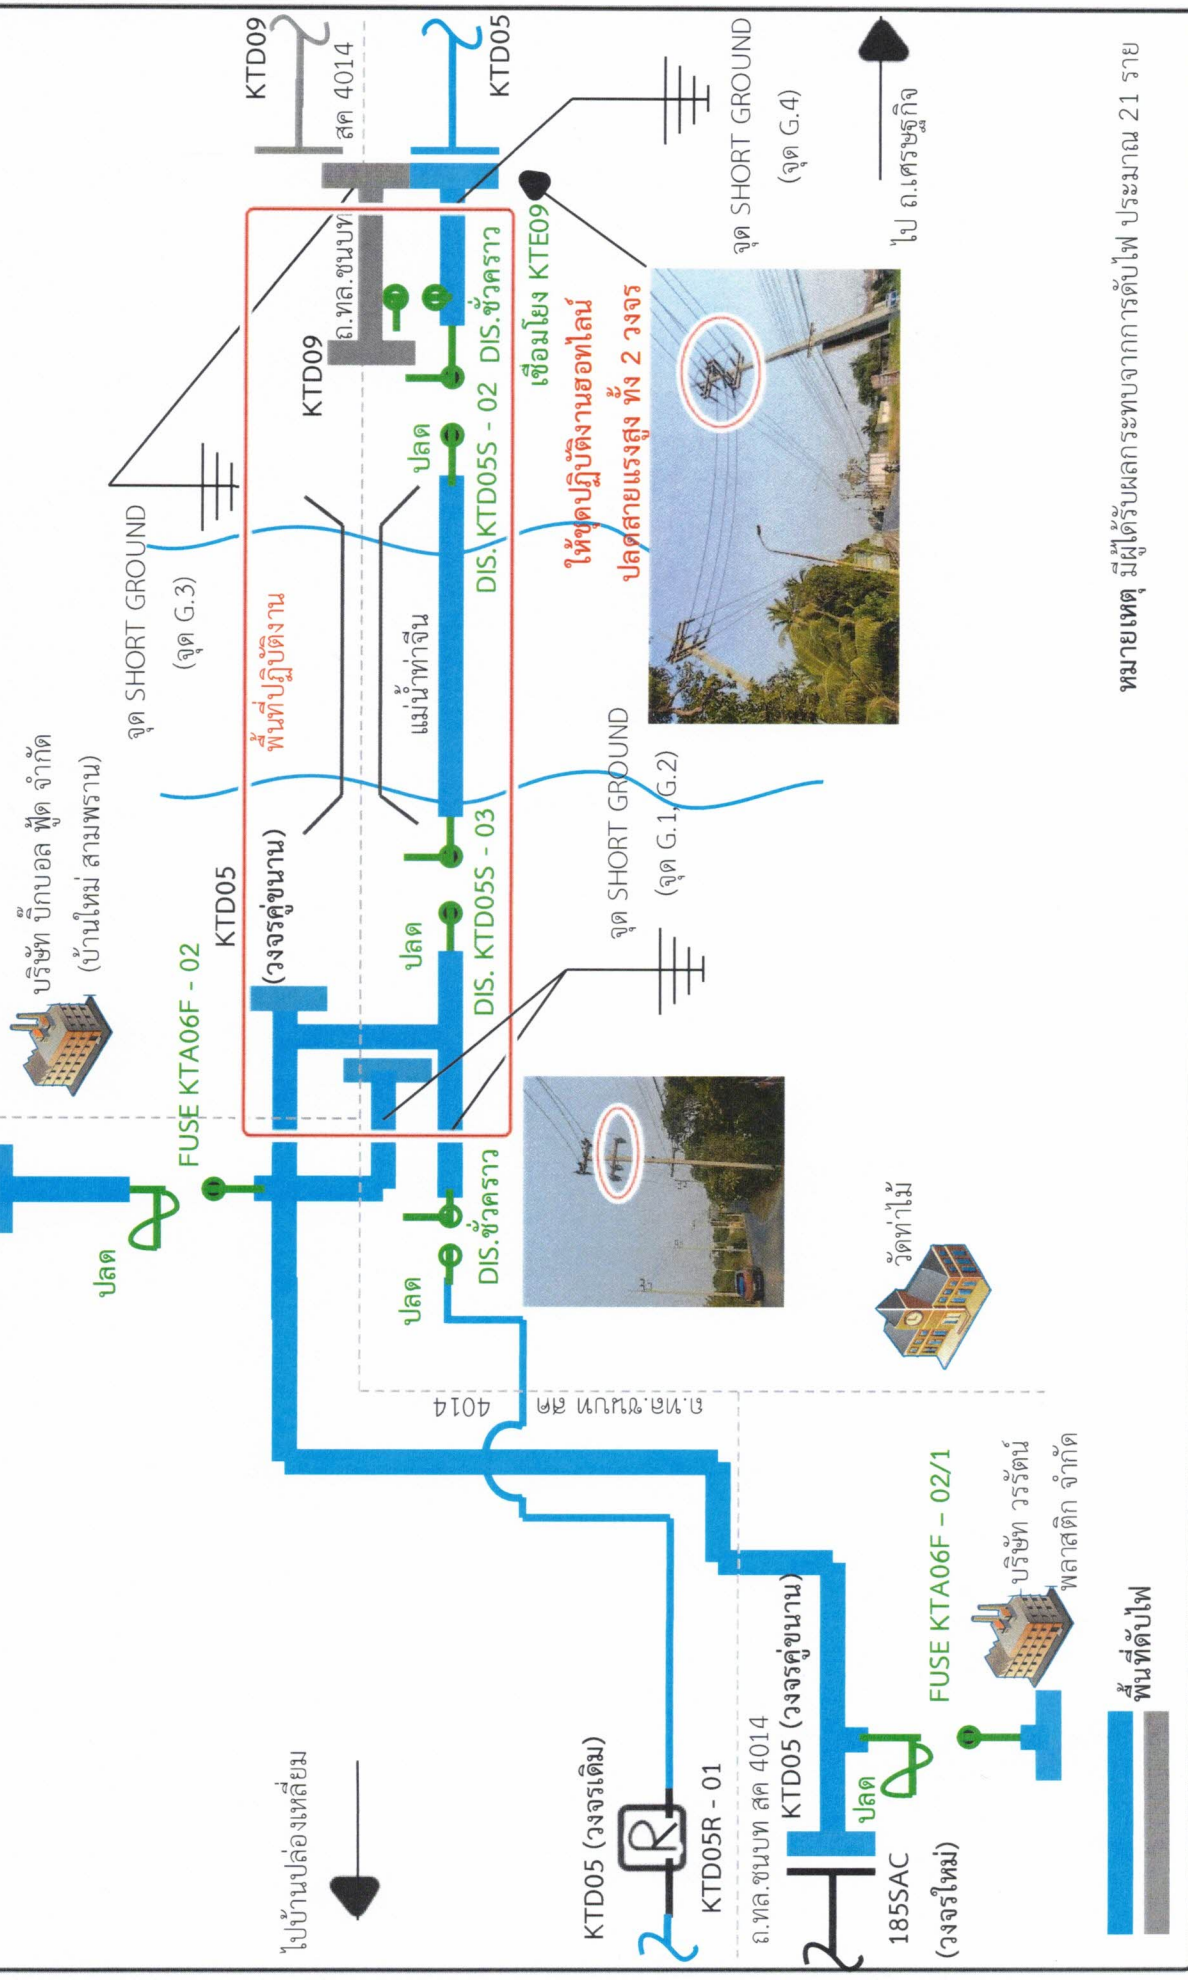 บริษัท บิ๊กบอล ฟู้ด จำกัด
(บ้านใหม่ สามพราน)
FUSE KTA06F - 02
ปลด
KTD05
(วงจรคู่ขนาน)
จุด SHORT GROUND
(จุด G.3)
พื้นที่ปฏิบัติงาน
แม่น้ำท่าจีน
KTD09
ถ.ทล.ชนบท
สค 4014
KTD09
KTD05
ปลด
DIS.ชั่วคราว
ปลด
DIS. KTD05S - 03
ปลด
DIS. KTD05S - 02
DIS.ชั่วคราว
เชื่อมโยง KTE09
ให้ชุดปฏิบัติงานฮอทไลน์
ปลดสายแรงสูง ทั้ง 2 วงจร
จุด SHORT GROUND
(จุด G.1, G.2)
จุด SHORT GROUND
(จุด G.4)
ไป ถ.เศรษฐกิจ
ไปบ้านปล่องเหลี่ยม
ถ.ทล.ชนบท สค
4014
วัดท่าไม้
KTD05 (วงจรเดิม)
R
KTD05R - 01
ถ.ทล.ชนบท สค 4014
KTD05 (วงจรคู่ขนาน)
185SAC
(วงจรใหม่)
ปลด
FUSE KTA06F – 02/1
บริษัท วรรัตน์
พลาสติก จำกัด
พื้นที่ดับไฟ
หมายเหตุ มีผู้ได้รับผลกระทบจากการดับไฟ ประมาณ 21 ราย